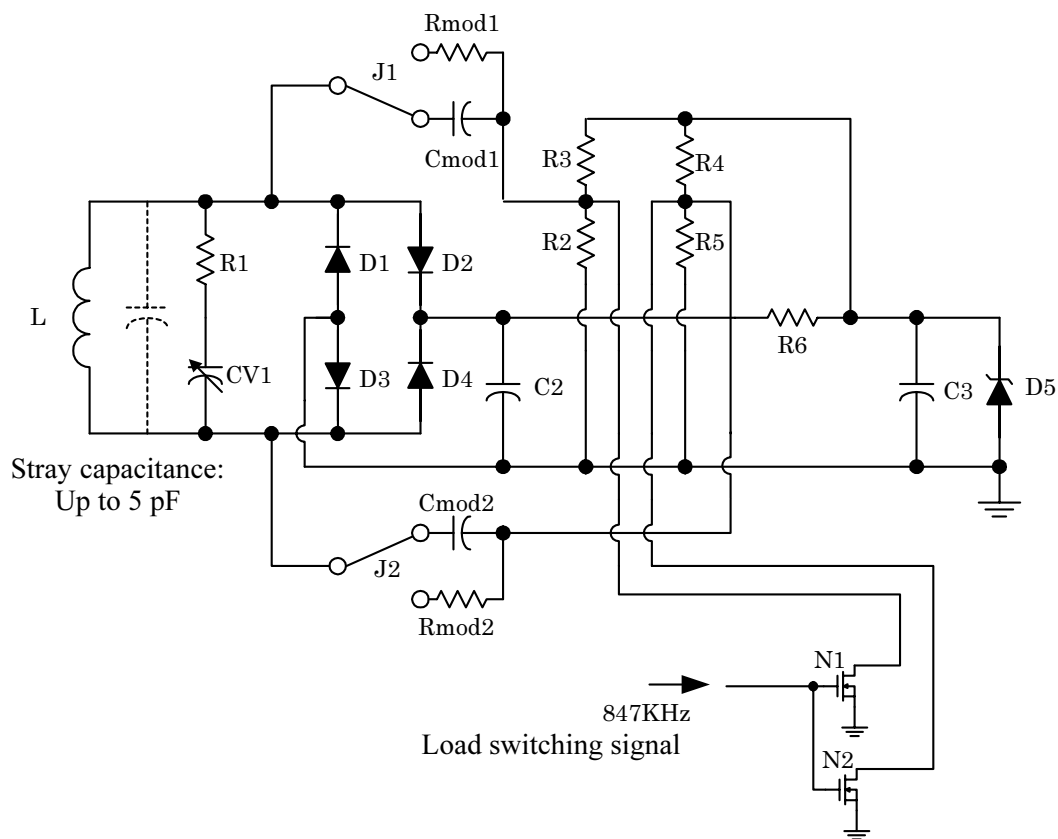 Rmod1
J1
Cmod1
R3
R4
R2
R5
R1
D1
D2
L
R6
CV1
D3
D4
C2
C3
D5
Stray capacitance:
Up to 5 pF
Cmod2
J2
Rmod2
N1
847KHz
Load switching signal
N2